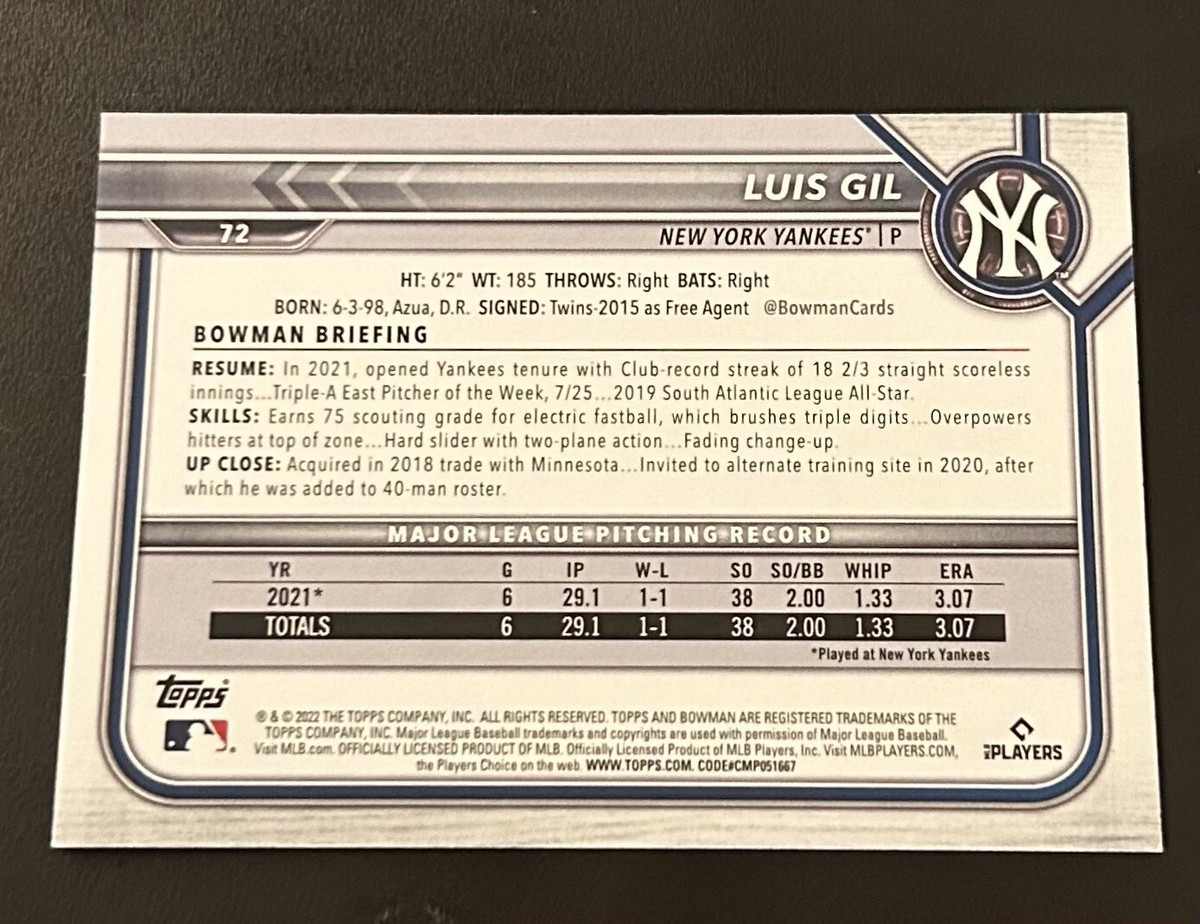 LUIS GIL
72
NEW YORK YANKEES® | P
NY
™
HT: 6'2" WT: 185 THROWS: Right BATS: Right
BORN: 6-3-98, Azua, D.R. SIGNED: Twins-2015 as Free Agent @BowmanCards
BOWMAN BRIEFING
RESUME: In 2021, opened Yankees tenure with Club-record streak of 18 2/3 straight scoreless
innings...Triple-A East Pitcher of the Week, 7/25...2019 South Atlantic League All-Star.
SKILLS: Earns 75 scouting grade for electric fastball, which brushes triple digits...Overpowers
hitters at top of zone...Hard slider with two-plane action...Fading change-up.
UP CLOSE: Acquired in 2018 trade with Minnesota...Invited to alternate training site in 2020, after
which he was added to 40-man roster.
MAJOR LEAGUE PITCHING RECORD
YR G IP W-L SO SO/BB WHIP ERA
2021* 6 29.1 1-1 38 2.00 1.33 3.07
TOTALS 6 29.1 1-1 38 2.00 1.33 3.07
*Played at New York Yankees
Topps®
® & © 2022 THE TOPPS COMPANY, INC. ALL RIGHTS RESERVED. TOPPS AND BOWMAN ARE REGISTERED TRADEMARKS OF THE
TOPPS COMPANY, INC. Major League Baseball trademarks and copyrights are used with permission of Major League Baseball.
Visit MLB.com. OFFICIALLY LICENSED PRODUCT OF MLB. Officially Licensed Product of MLB Players, Inc. Visit MLBPLAYERS.COM,
the Players Choice on the web. WWW.TOPPS.COM. CODE#CMP051667
MLB PLAYERS